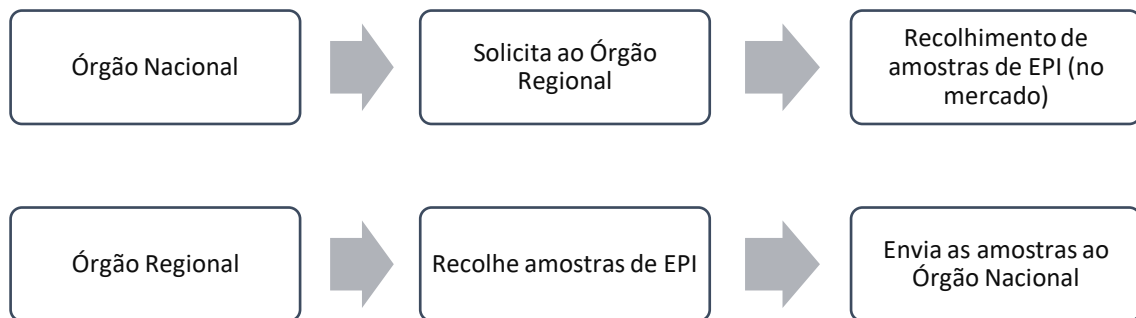 Órgão Nacional
Solicita ao Órgão
Regional
Recolhimento de
amostras de EPI (no
mercado)
Órgão Regional
Recolhe amostras de EPI
Envia as amostras ao
Órgão Nacional